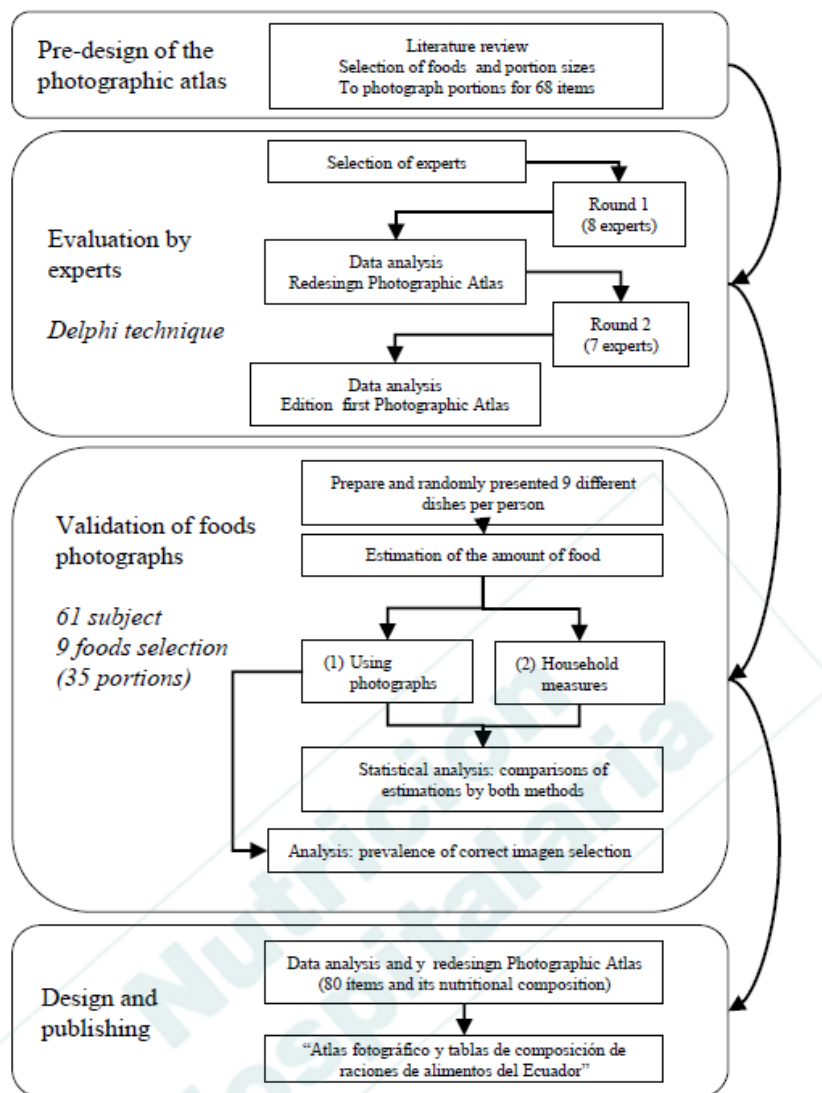 Pre-design of the
photographic atlas
Literature review
Selection of foods and portion sizes
To photograph portions for 68 items
Evaluation by
experts
Delphi technique
Selection of experts
Round 1
(8 experts)
Data analysis
Redesingn Photographic Atlas
Round 2
(7 experts)
Data analysis
Edition first Photographic Atlas
Validation of foods
photographs
61 subject
9 foods selection
(35 portions)
Prepare and randomly presented 9 different
dishes per person
Estimation of the amount of food
(1) Using
photographs
(2) Household
measures
Statistical analysis: comparisons of
estimations by both methods
Analysis: prevalence of correct imagen selection
Design and
publishing
Data analysis and y redesingn Photographic Atlas
(80 ítems and its nutritional composition)
“Atlas fotográfico y tablas de composición de
raciones de alimentos del Ecuador”
Nutrición
Hospitalaria